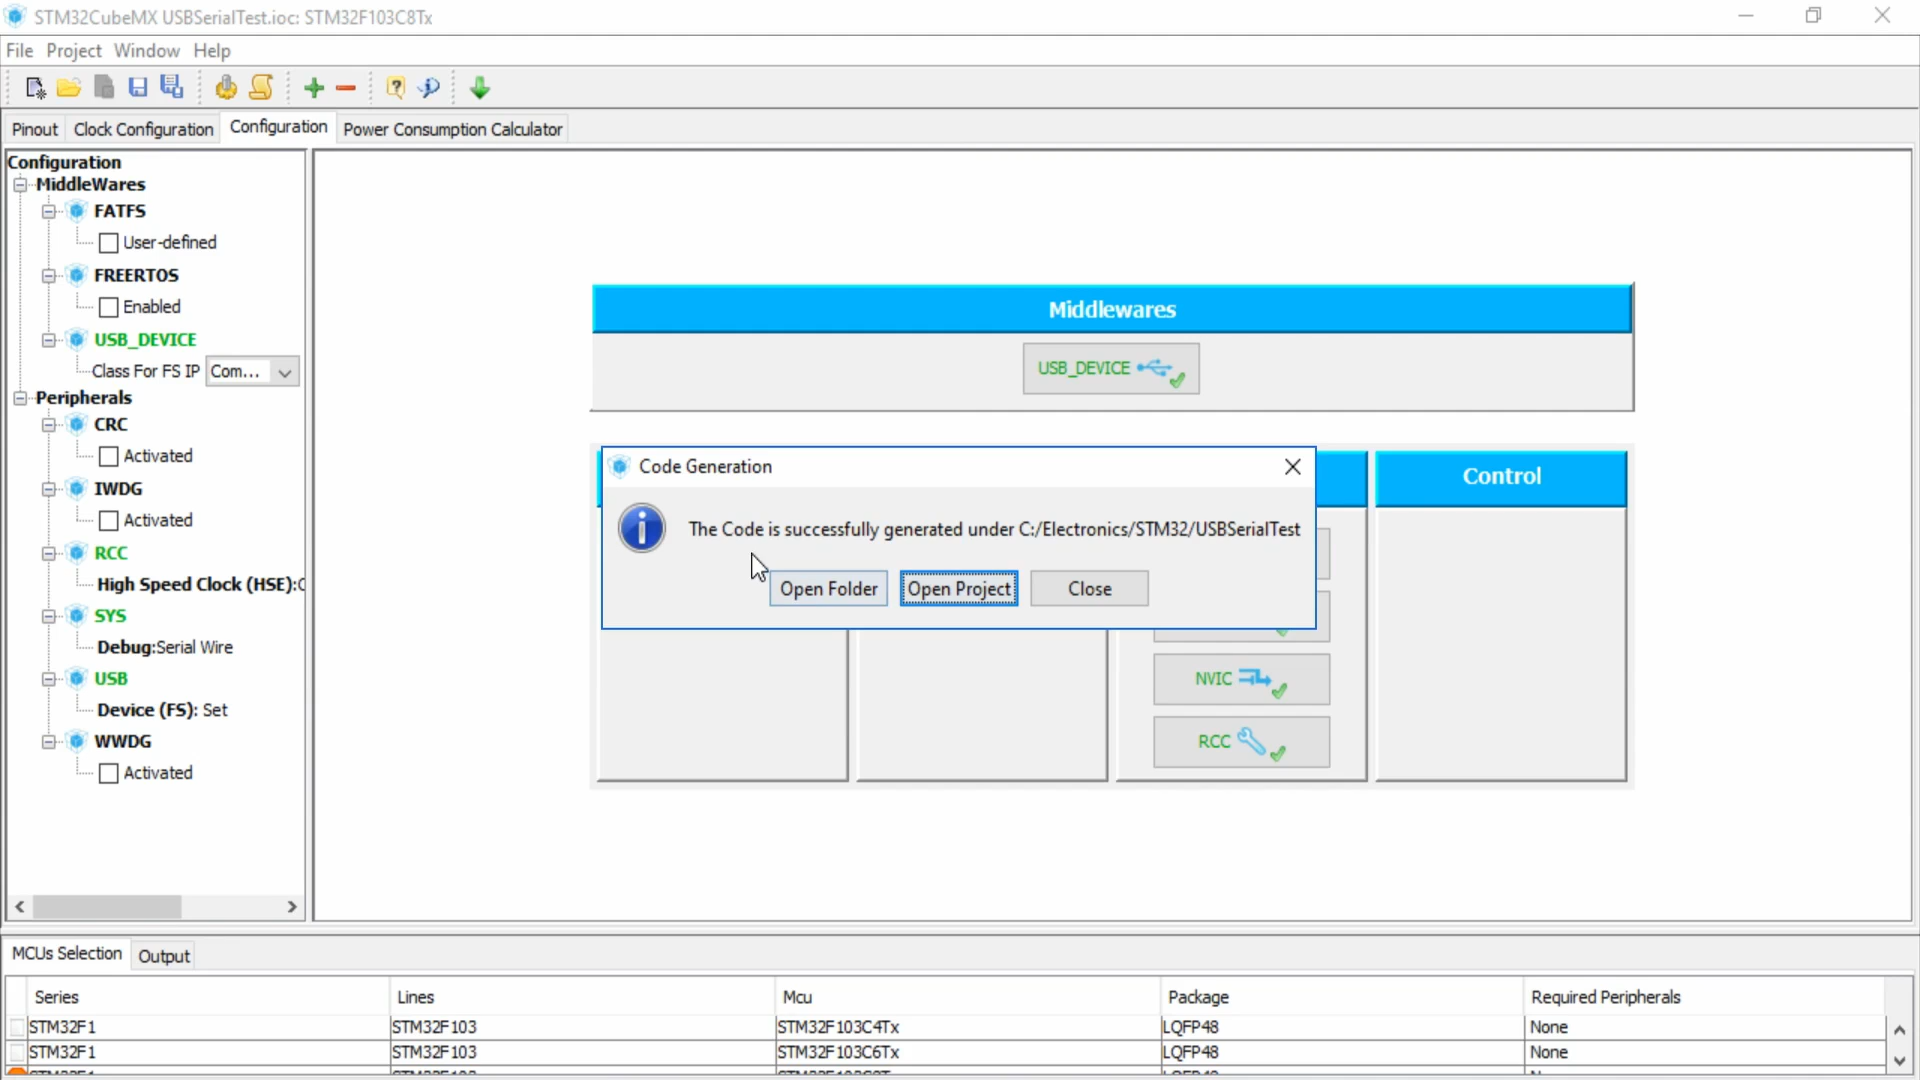 STM32CubeMX USBSerialTest.ioc: STM32F103C8Tx
File Project Window Help
Pinout Clock Configuration Configuration Power Consumption Calculator
Configuration
MiddleWares
FATFS
User-defined
FREERTOS
Enabled
USB_DEVICE
Class For FS IP Com...
Peripherals
CRC
Activated
IWDG
Activated
RCC
High Speed Clock (HSE):
SYS
Debug:Serial Wire
USB
Device (FS): Set
WWDG
Activated
Middlewares
USB_DEVICE
Control
Code Generation
The Code is successfully generated under C:/Electronics/STM32/USBSerialTest
Open Folder Open Project Close
NVIC
RCC
MCUs Selection Output
Series Lines Mcu Package Required Peripherals
STM32F1 STM32F103 STM32F103C4Tx LQFP48 None
STM32F1 STM32F103 STM32F103C6Tx LQFP48 None